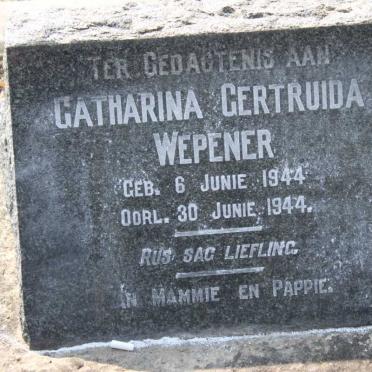 TER GEDAGTENIS AAN
CATHARINA GERTRUIDA
WEPENER
GEB. 6 JUNIE 1944
OORL. 30 JUNIE 1944.
RUS SAG LIEFLING.
AN MAMMIE EN PAPPIE.